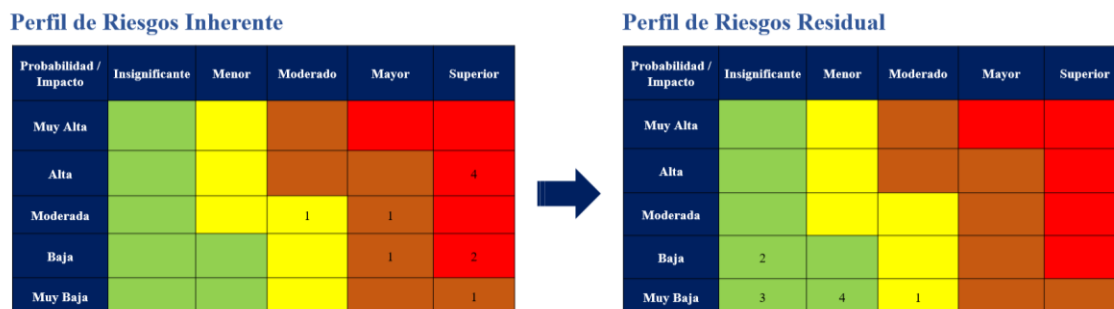 Perfil de Riesgos Inherente
Probabilidad / Impacto Insignificante Menor Moderado Mayor Superior
Muy Alta
Alta 4
Moderada 1 1
Baja 1 2
Muy Baja 1
Perfil de Riesgos Residual
Probabilidad / Impacto Insignificante Menor Moderado Mayor Superior
Muy Alta
Alta
Moderada
Baja 2
Muy Baja 3 4 1